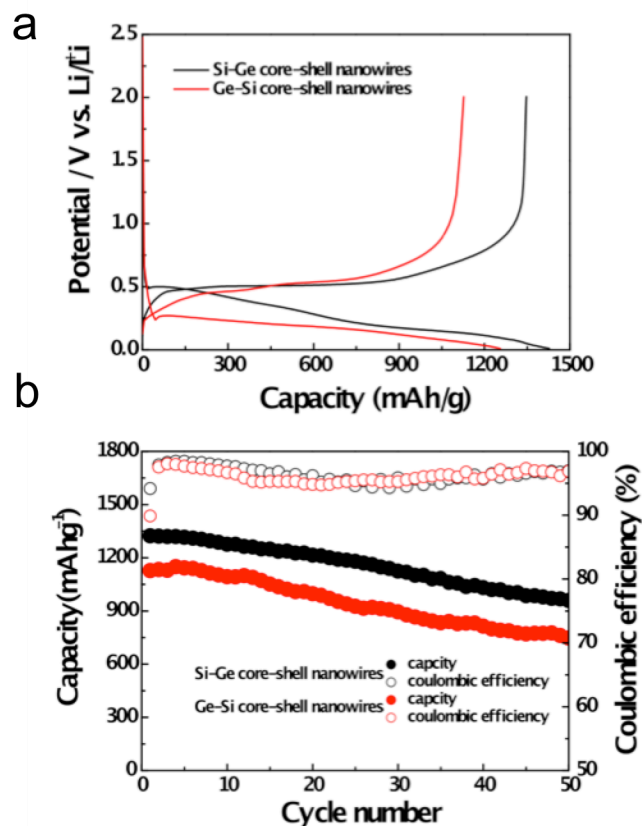 a
2.5
2.0
1.5
1.0
0.5
0.0
Potential / V vs. Li/Li+
Si-Ge core-shell nanowires
Ge-Si core-shell nanowires
0 300 600 900 1200 1500
Capacity (mAh/g)
b
1800
1500
1200
900
600
300
0
Capacity(mAhg-1)
100
90
80
70
60
50
Coulombic efficiency (%)
Si-Ge core-shell nanowires capcity
coulombic efficiency
Ge-Si core-shell nanowires capcity
coulombic efficiency
0 10 20 30 40 50
Cycle number